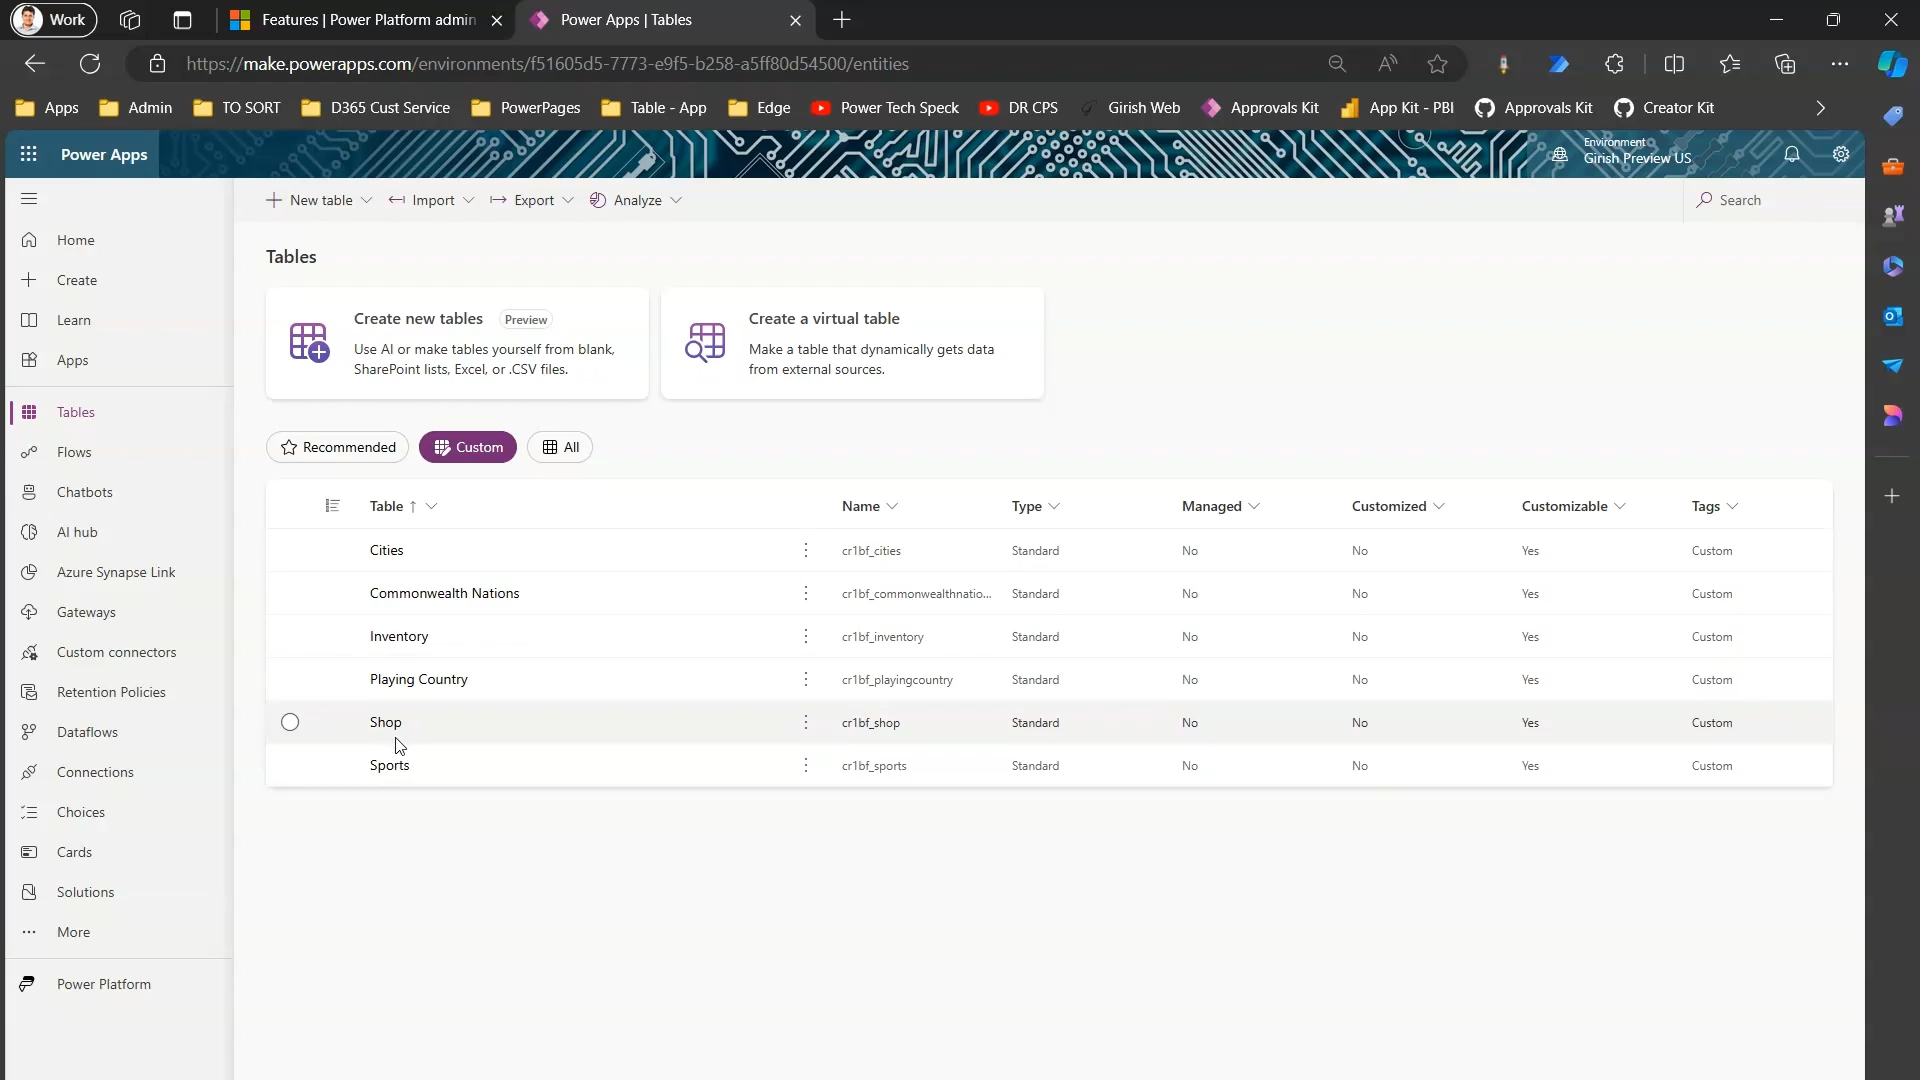 Work
Features | Power Platform admin
Power Apps | Tables
https://make.powerapps.com/environments/f51605d5-7773-e9f5-b258-a5ff80d54500/entities
Apps
Admin
TO SORT
D365 Cust Service
PowerPages
Table - App
Edge
Power Tech Speck
DR CPS
Girish Web
Approvals Kit
App Kit - PBI
Approvals Kit
Creator Kit
Power Apps
Environment
Girish Preview US
New table
Import
Export
Analyze
Search
Home
Create
Learn
Apps
Tables
Flows
Chatbots
AI hub
Azure Synapse Link
Gateways
Custom connectors
Retention Policies
Dataflows
Connections
Choices
Cards
Solutions
More
Power Platform
Tables
Create new tables Preview
Use AI or make tables yourself from blank,
SharePoint lists, Excel, or .CSV files.
Create a virtual table
Make a table that dynamically gets data
from external sources.
Recommended
Custom
All
Table ↑ Name Type Managed Customized Customizable Tags
Cities cr1bf_cities Standard No No Yes Custom
Commonwealth Nations cr1bf_commonwealthnatio... Standard No No Yes Custom
Inventory cr1bf_inventory Standard No No Yes Custom
Playing Country cr1bf_playingcountry Standard No No Yes Custom
Shop cr1bf_shop Standard No No Yes Custom
Sports cr1bf_sports Standard No No Yes Custom